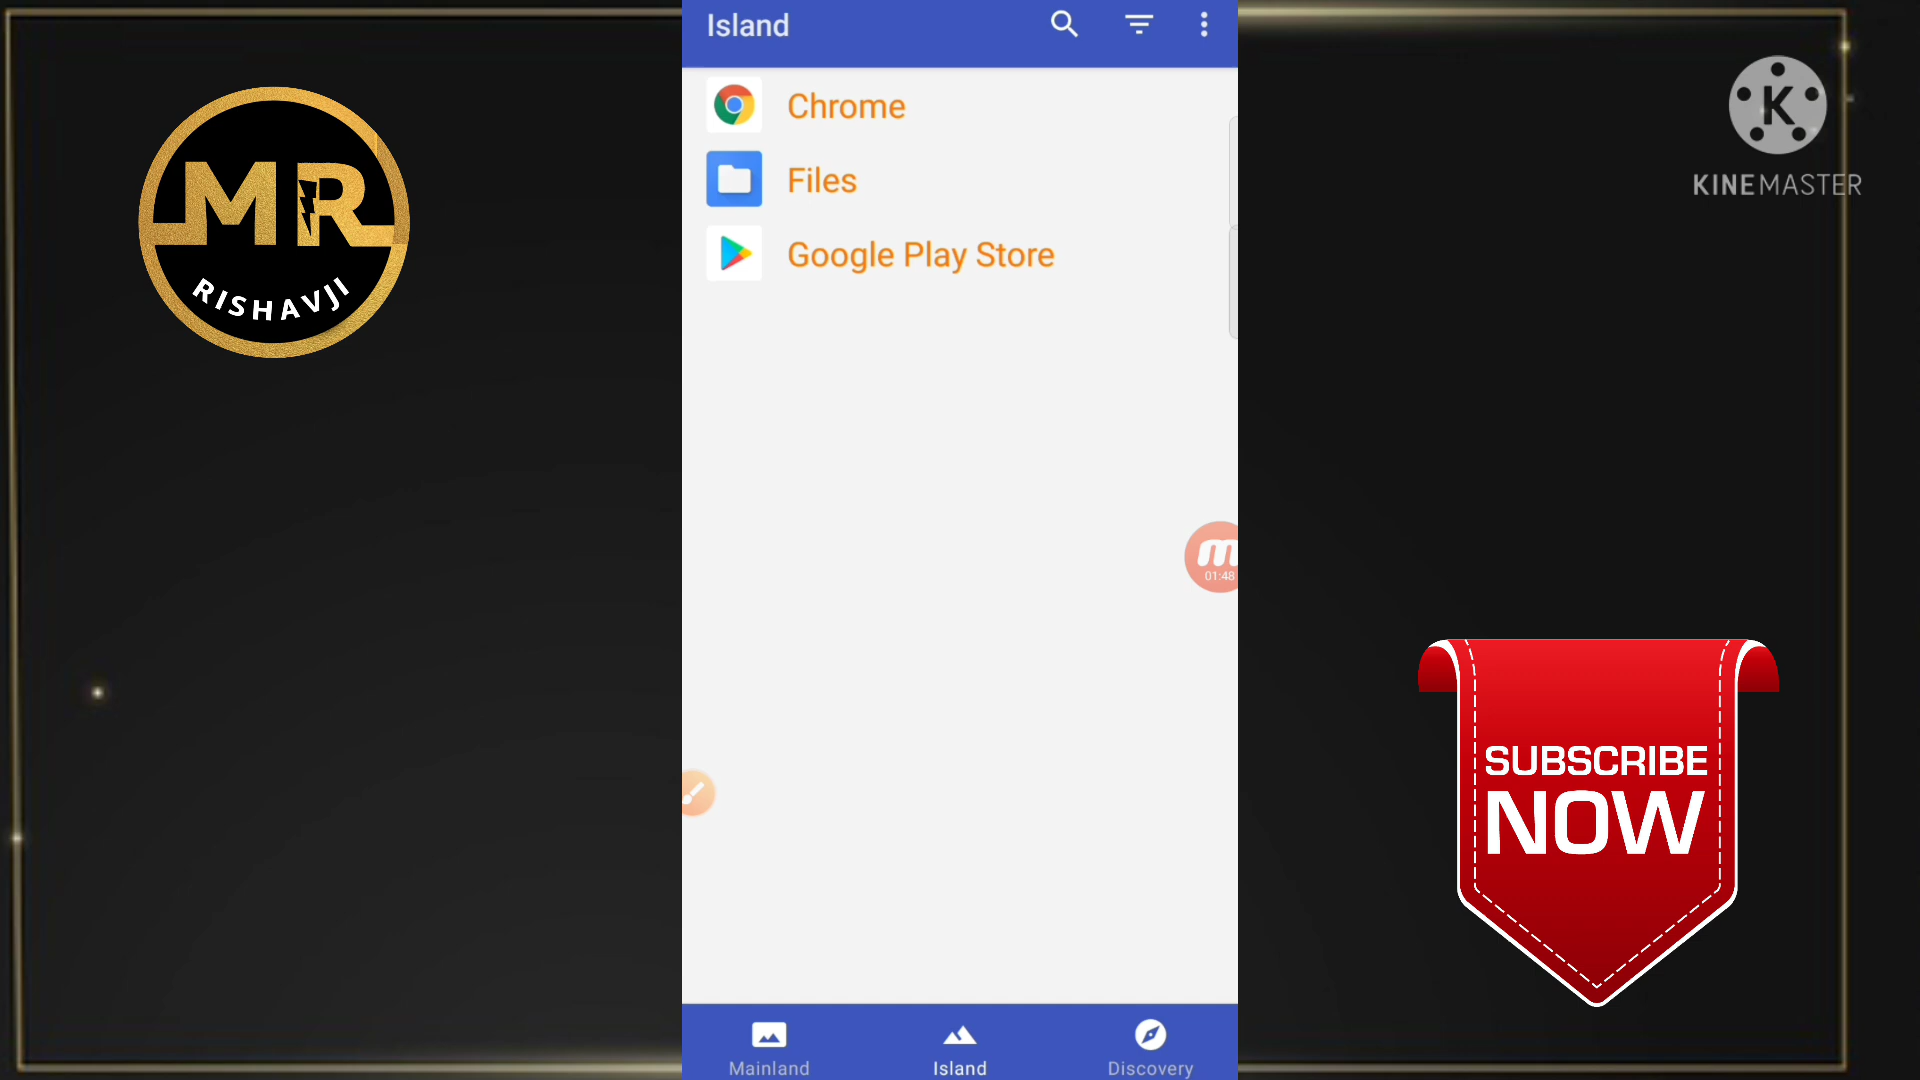 Island
Chrome
Files
Google Play Store
01:48
Mainland
Island
Discovery
MR
RISHAVJI
K
KINEMASTER
SUBSCRIBE
NOW